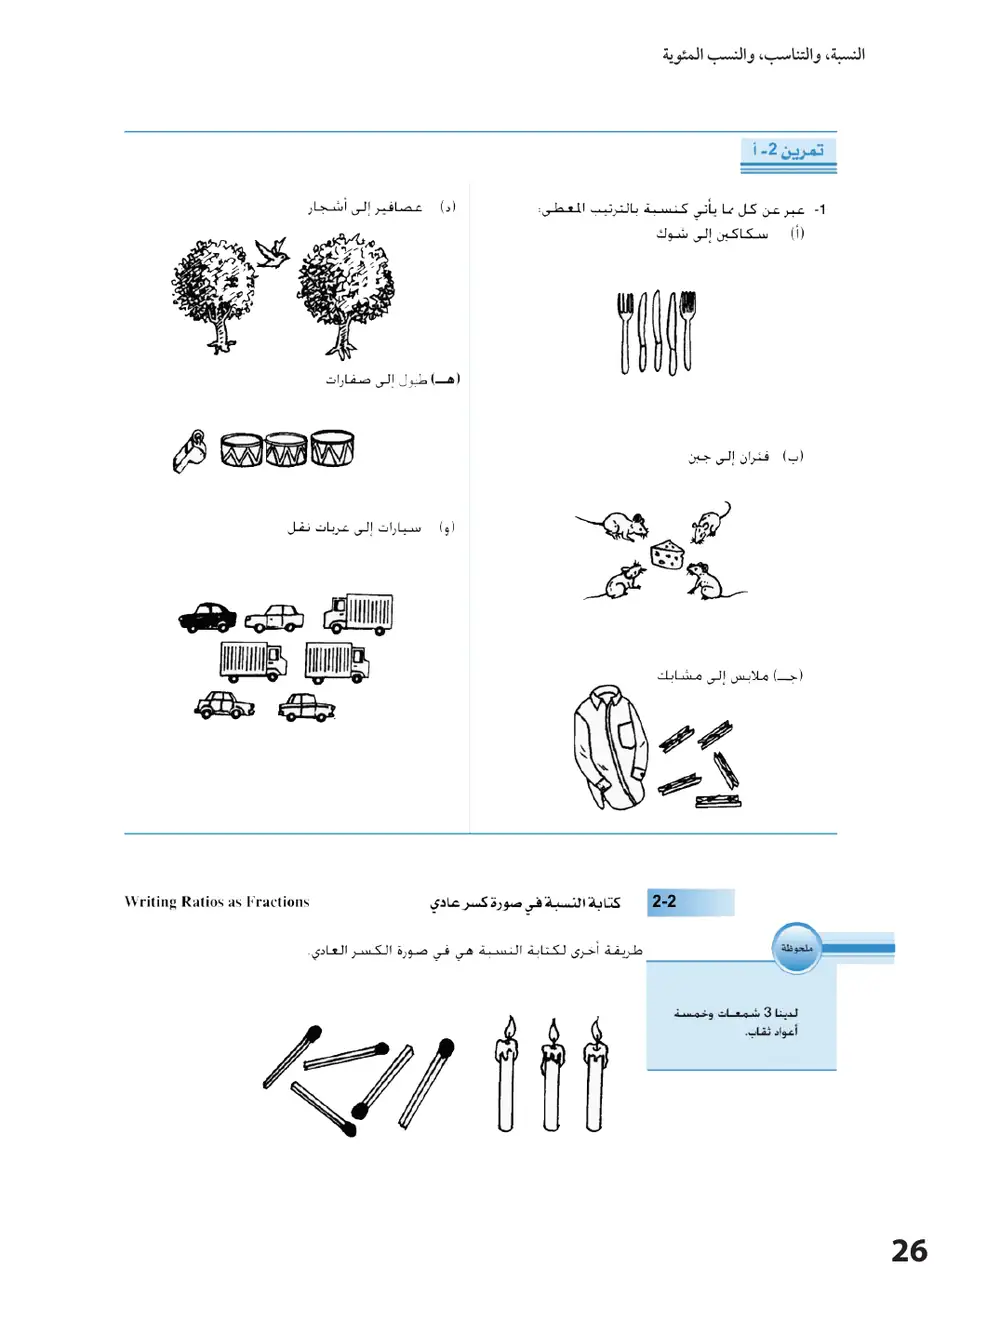 النسبة، والتناسب، والنسب المئوية
تمرين 2- أ
1- عبر عن كل مما يأتي كنسبة بالترتيب المعطى:
(أ) سكاكين إلى شوك
(ب) فئران إلى جبن
(جـ) ملابس إلى مشابك
(د) عصافير إلى أشجار
(هـ) طبول إلى صفارات
(و) سيارات إلى عربات نقل
2-2 كتابة النسبة في صورة كسر عادي Writing Ratios as Fractions
طريقة أخرى لكتابة النسبة هي في صورة الكسر العادي.
ملحوظة
لدينا 3 شمعات وخمسة
أعواد ثقاب.
26